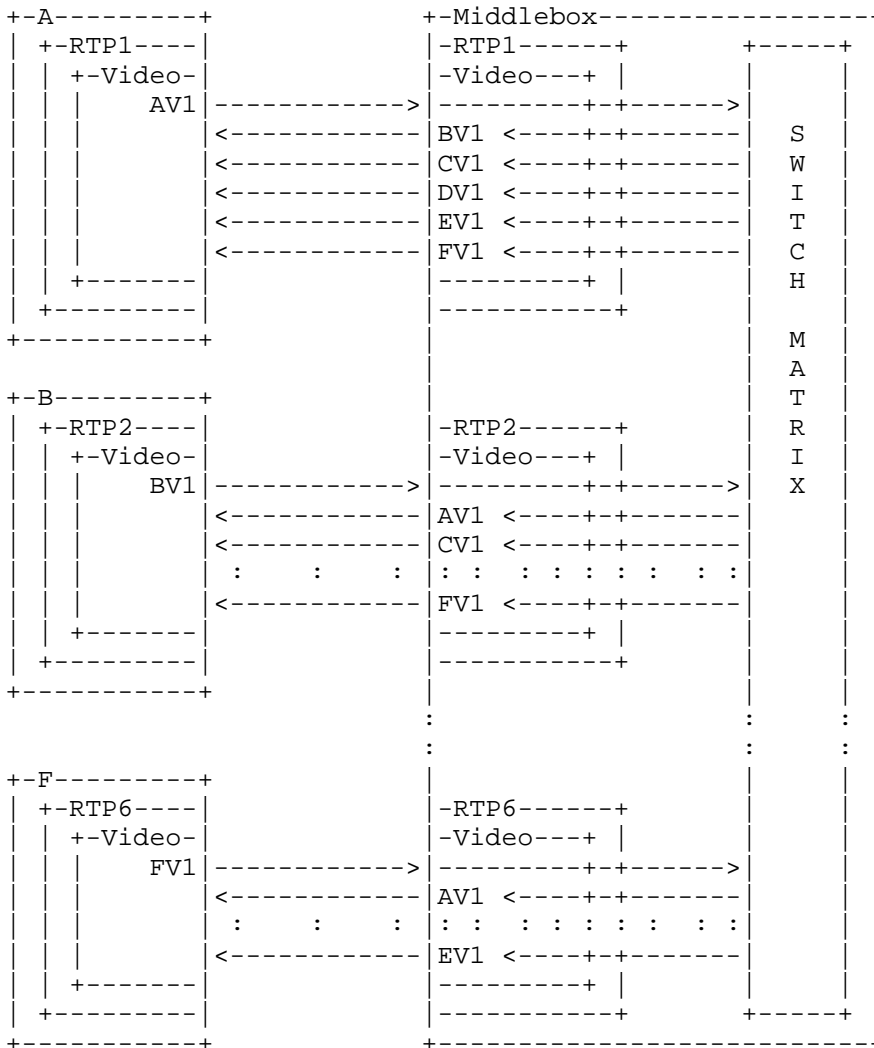 +-A---------+                      +-Middlebox-----------------
| +-RTP1----|                      |-RTP1------+       +-----+
| | +-Video-|                      |-Video---+ |       |     |
| | |    AV1|------------>|---------+-+------>|     |
| | |       |<------------|BV1 <----+-+-------|  S  |
| | |       |<------------|CV1 <----+-+-------|  W  |
| | |       |<------------|DV1 <----+-+-------|  I  |
| | |       |<------------|EV1 <----+-+-------|  T  |
| | |       |<------------|FV1 <----+-+-------|  C  |
| | +-------|             |---------+ |       |  H  |
| +---------|             |-----------+       |     |
+-----------+             |                   |  M  |
                          |                   |  A  |
+-B---------+             |                   |  T  |
| +-RTP2----|             |-RTP2------+       |  R  |
| | +-Video-|             |-Video---+ |       |  I  |
| | |    BV1|------------>|---------+-+------>|  X  |
| | |       |<------------|AV1 <----+-+-------|     |
| | |       |<------------|CV1 <----+-+-------|     |
| | |       | :    :    : |: :  : : : : :  : :|     |
| | |       |<------------|FV1 <----+-+-------|     |
| | +-------|             |---------+ |       |     |
| +---------|             |-----------+       |     |
+-----------+             |                   |     |
                          :                   :     :
                          :                   :     :
+-F---------+             |                   |     |
| +-RTP6----|             |-RTP6------+       |     |
| | +-Video-|             |-Video---+ |       |     |
| | |    FV1|------------>|---------+-+------>|     |
| | |       |<------------|AV1 <----+-+-------|     |
| | |       | :    :    : |: :  : : : : :  : :|     |
| | |       |<------------|EV1 <----+-+-------|     |
| | +-------|             |---------+ |       |     |
| +---------|             |-----------+       +-----+
+-----------+             +---------------------------